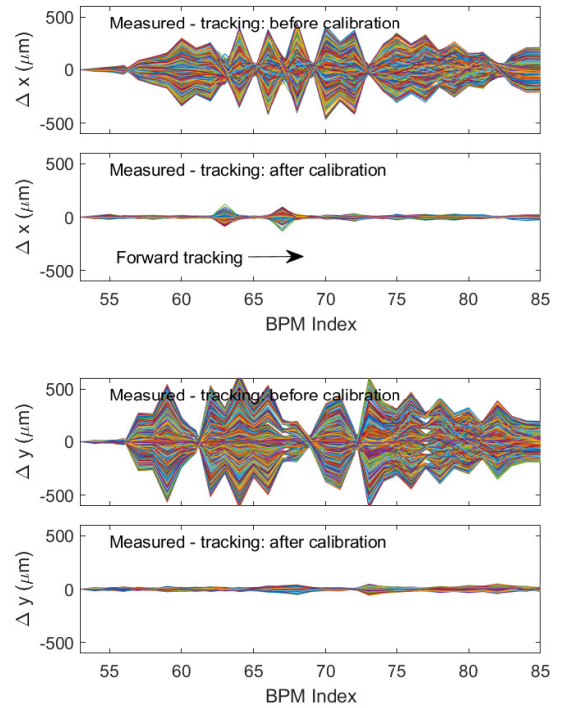 Measured - tracking: before calibration
500
0
-500
Δ x (μm)
Measured - tracking: after calibration
500
0
-500
Δ x (μm)
Forward tracking
55 60 65 70 75 80 85
BPM Index
Measured - tracking: before calibration
500
0
-500
Δ y (μm)
Measured - tracking: after calibration
500
0
-500
Δ y (μm)
55 60 65 70 75 80 85
BPM Index